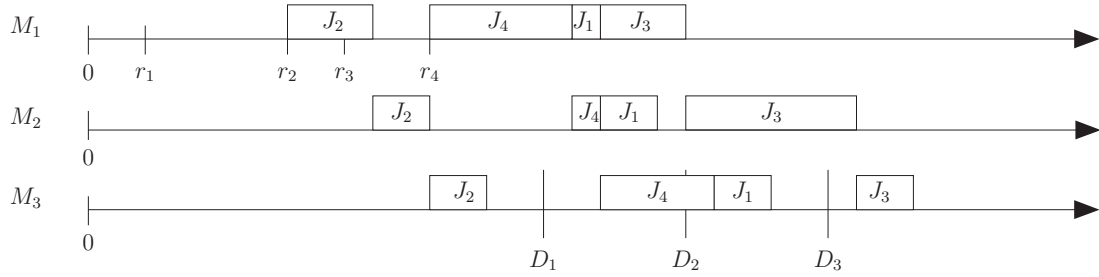 M₁ J₂ J₄ J₁ J₃
0 r₁ r₂ r₃ r₄
M₂ J₂ J₄ J₁ J₃
0
M₃ J₂ J₄ J₁ J₃
0 D₁ D₂ D₃